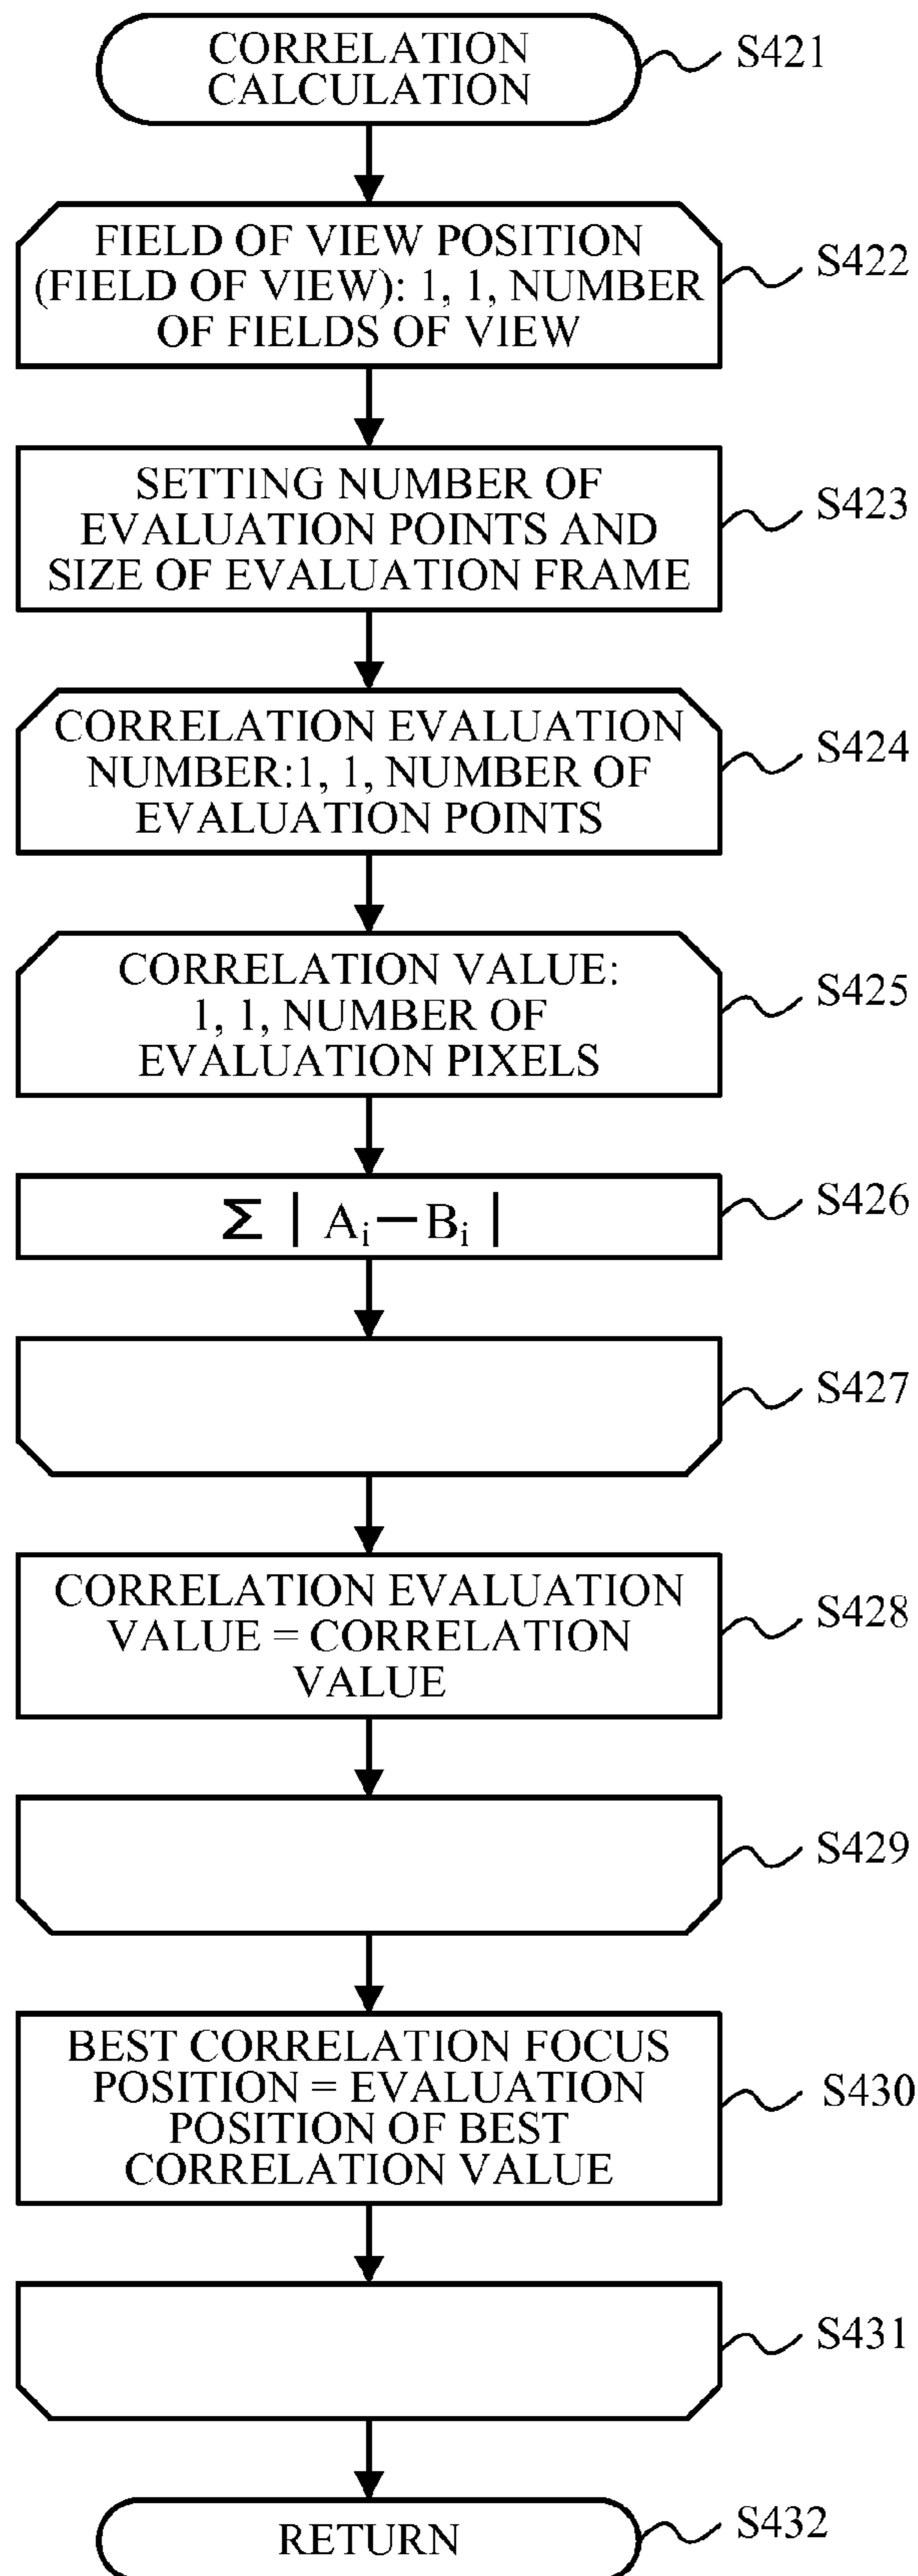 CORRELATION
CALCULATION
S421
FIELD OF VIEW POSITION
(FIELD OF VIEW): 1, 1, NUMBER
OF FIELDS OF VIEW
S422
SETTING NUMBER OF
EVALUATION POINTS AND
SIZE OF EVALUATION FRAME
S423
CORRELATION EVALUATION
NUMBER:1, 1, NUMBER OF
EVALUATION POINTS
S424
CORRELATION VALUE:
1, 1, NUMBER OF
EVALUATION PIXELS
S425
Σ | Aᵢ−Bᵢ |
S426
S427
CORRELATION EVALUATION
VALUE = CORRELATION
VALUE
S428
S429
BEST CORRELATION FOCUS
POSITION = EVALUATION
POSITION OF BEST
CORRELATION VALUE
S430
S431
RETURN
S432